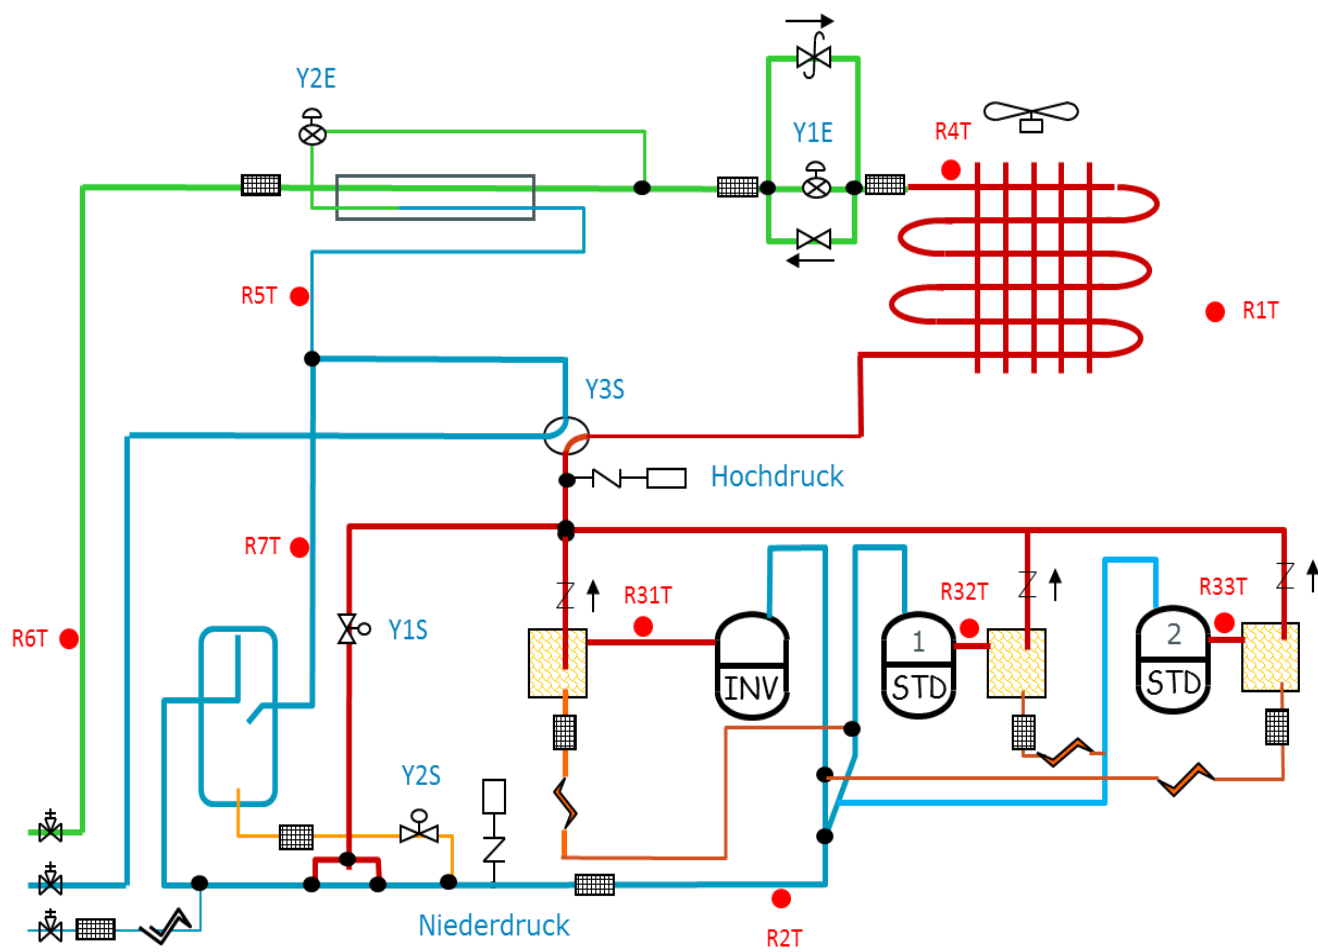 Y2E
Y1E
R4T
R5T
R1T
Y3S
Hochdruck
R7T
R31T
R32T
R33T
R6T
Y1S
1
2
INV
STD
STD
Y2S
Niederdruck
R2T